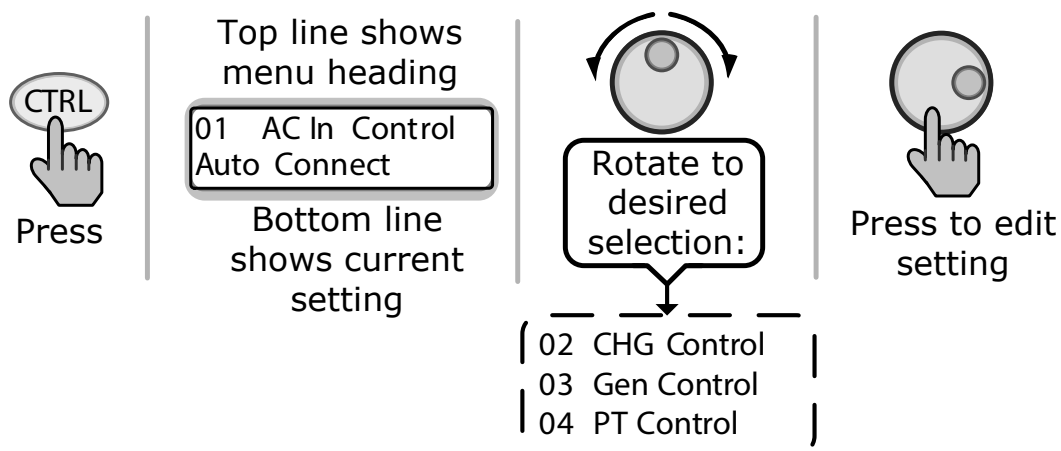 CTRL
Press
Top line shows
menu heading
01 AC In Control
Auto Connect
Bottom line
shows current
setting
Rotate to
desired
selection:
02 CHG Control
03 Gen Control
04 PT Control
Press to edit
setting